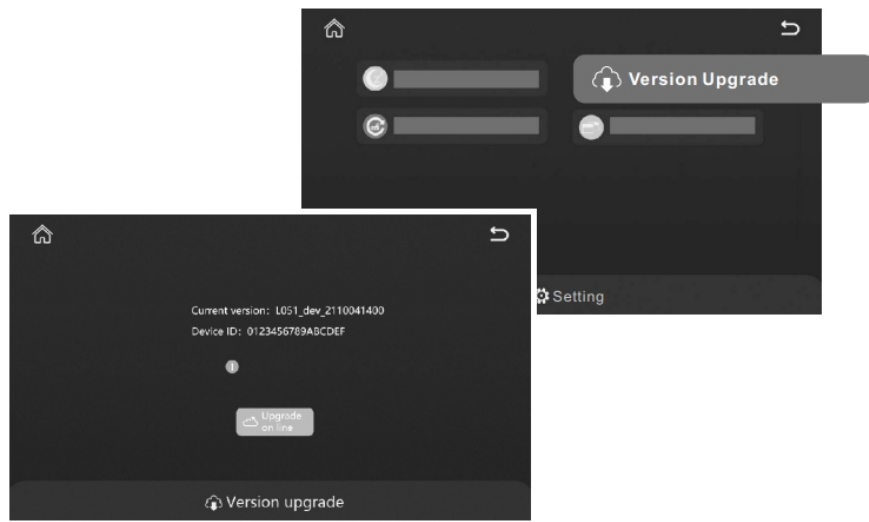 Version Upgrade
Setting
Current version: L051_dev_2110041400
Device ID: 0123456789ABCDEF
Upgrade
on line
Version upgrade